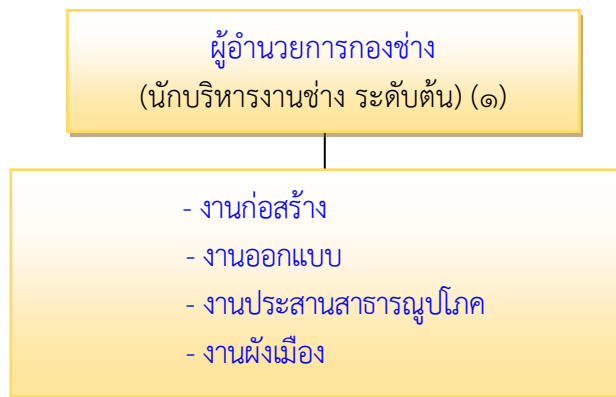 ผู้อำนวยการกองช่าง
(นักบริหารงานช่าง ระดับต้น) (๑)
- งานก่อสร้าง
- งานออกแบบ
- งานประสานสาธารณูปโภค
- งานผังเมือง